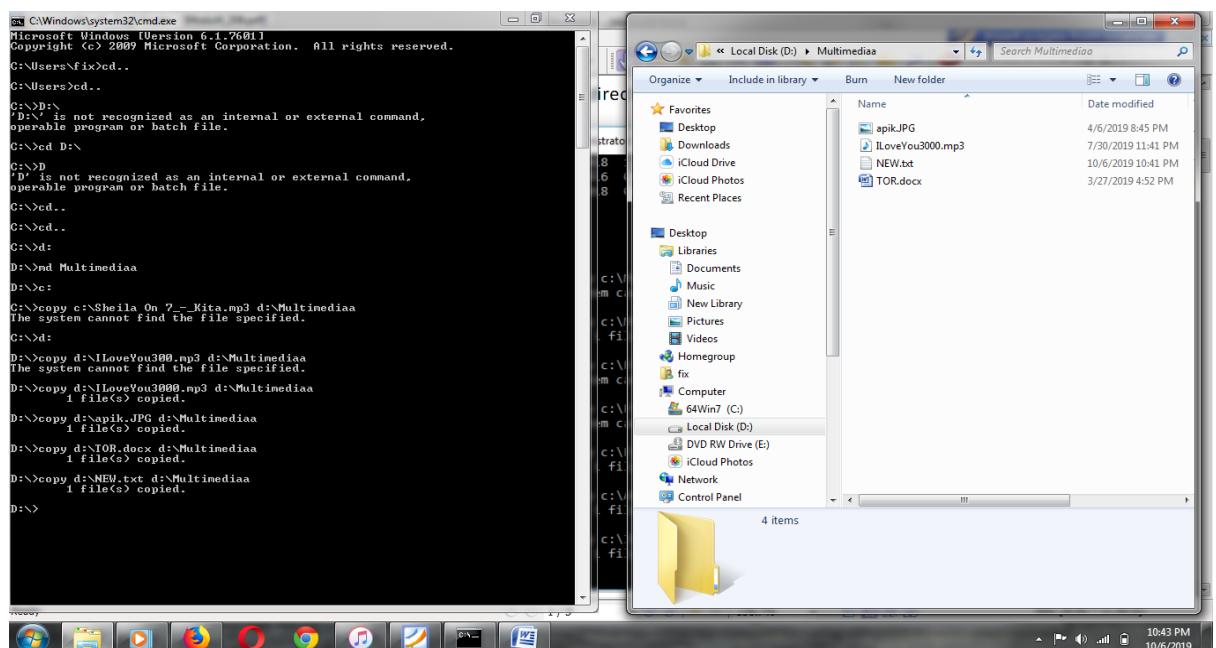 C:\Windows\system32\cmd.exe
Microsoft Windows [Version 6.1.7601]
Copyright (c) 2009 Microsoft Corporation.  All rights reserved.
C:\Users\fix>cd..
C:\Users>cd..
C:\>D:\
'D:\' is not recognized as an internal or external command,
operable program or batch file.
C:\>cd D:\
C:\>D
'D' is not recognized as an internal or external command,
operable program or batch file.
C:\>cd..
C:\>cd..
C:\>d:
D:\>md Multimediaa
D:\>c:
C:\>copy c:\Sheila On 7_-_Kita.mp3 d:\Multimediaa
The system cannot find the file specified.
C:\>d:
D:\>copy d:\ILoveYou300.mp3 d:\Multimediaa
The system cannot find the file specified.
D:\>copy d:\ILoveYou3000.mp3 d:\Multimediaa
1 file(s) copied.
D:\>copy d:\apik.JPG d:\Multimediaa
1 file(s) copied.
D:\>copy d:\TOR.docx d:\Multimediaa
1 file(s) copied.
D:\>copy d:\NEW.txt d:\Multimediaa
1 file(s) copied.
D:\>
« Local Disk (D:) ▸ Multimediaa
Search Multimediaa
Organize Include in library Burn New folder
Favorites
Desktop
Downloads
iCloud Drive
iCloud Photos
Recent Places
Desktop
Libraries
Documents
Music
New Library
Pictures
Videos
Homegroup
fix
Computer
64Win7 (C:)
Local Disk (D:)
DVD RW Drive (E:)
iCloud Photos
Network
Control Panel
Name Date modified
apik.JPG 4/6/2019 8:45 PM
ILoveYou3000.mp3 7/30/2019 11:41 PM
NEW.txt 10/6/2019 10:41 PM
TOR.docx 3/27/2019 4:52 PM
4 items
10:43 PM
10/6/2019